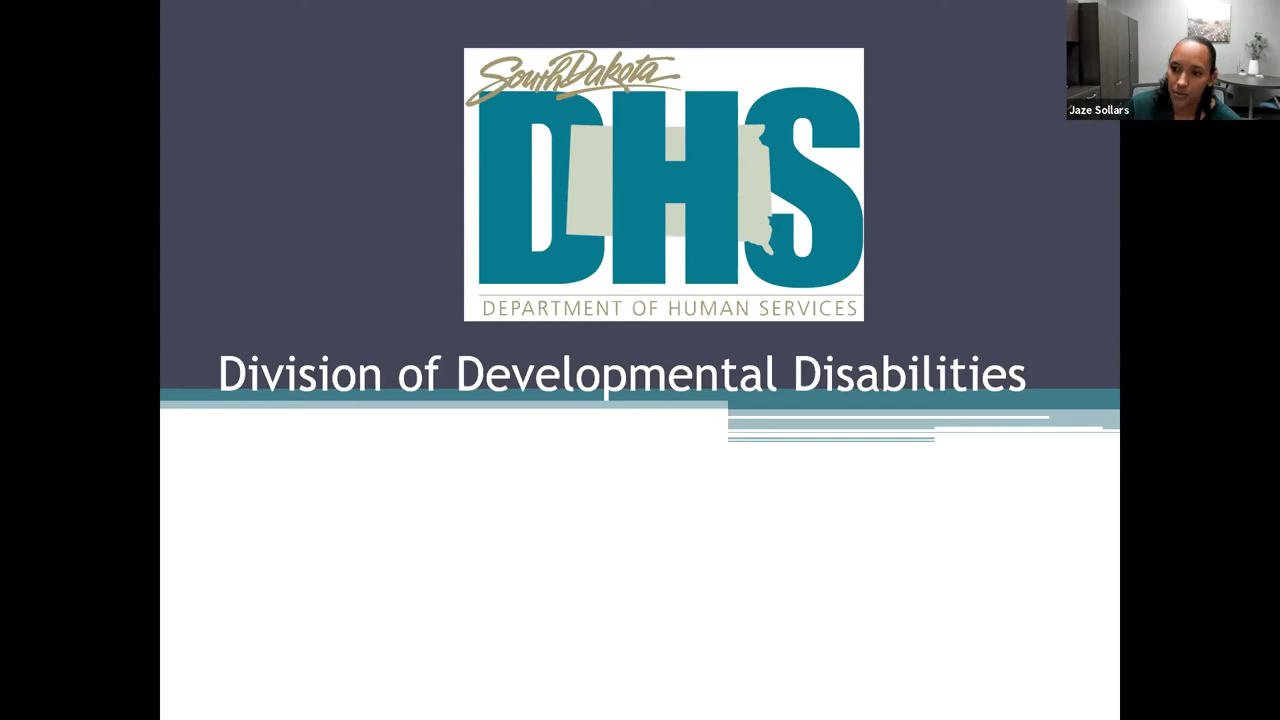 South Dakota
DHS
DEPARTMENT OF HUMAN SERVICES
Division of Developmental Disabilities
Jaze Sollars